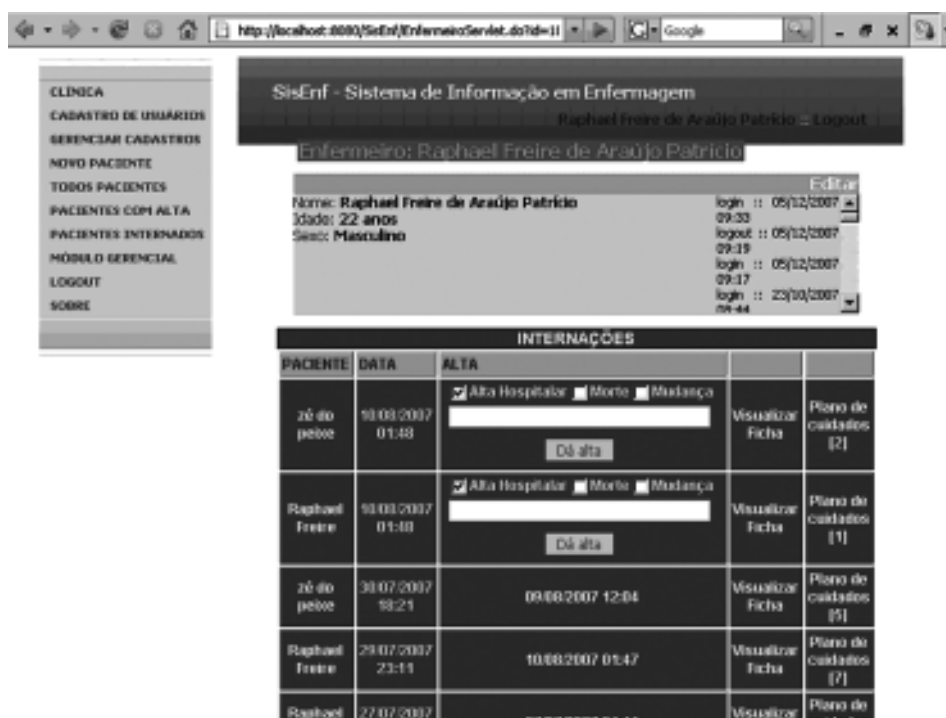 http://localhost:8080/SisEnf/EnfermeiroServlet.do?id=11
Google
CLINICA
CADASTRO DE USUÁRIOS
GERENCIAR CADASTROS
NOVO PACIENTE
TODOS PACIENTES
PACIENTES COM ALTA
PACIENTES INTERNADOS
MÓDULO GERENCIAL
LOGOUT
SOBRE
SisEnf - Sistema de Informação em Enfermagem
Raphael Freire de Araújo Patrício :: Logout
Enfermeiro: Raphael Freire de Araújo Patrício
Editar
Nome: Raphael Freire de Araújo Patrício
Idade: 22 anos
Sexo: Masculino
login :: 05/12/2007
09:33
logout :: 05/12/2007
09:19
login :: 05/12/2007
09:17
login :: 23/10/2007
INTERNAÇÕES
PACIENTE DATA ALTA
zé do peixe
10/08/2007
01:48
Alta Hospitalar Morte Mudança
Dá alta
Visualizar
Ficha
Plano de
cuidados
[2]
Raphael
Freire
10/08/2007
01:48
Alta Hospitalar Morte Mudança
Dá alta
Visualizar
Ficha
Plano de
cuidados
[1]
zé do
peixe
30/07/2007
18:21
09/08/2007 12:04
Visualizar
Ficha
Plano de
cuidados
Raphael
Freire
29/07/2007
23:11
10/08/2007 01:47
Visualizar
Ficha
Plano de
cuidados
[7]
Raphael
27/07/2007
Visualizar
Plano de